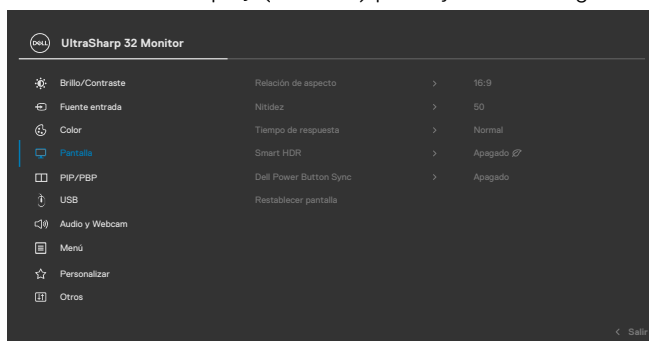 DELL UltraSharp 32 Monitor
Brillo/Contraste Relación de aspecto > 16:9
Fuente entrada Nitidez > 50
Color Tiempo de respuesta > Normal
Pantalla Smart HDR > Apagado
PIP/PBP Dell Power Button Sync > Apagado
USB Restablecer pantalla
Audio y Webcam
Menú
Personalizar
Otros
< Salir